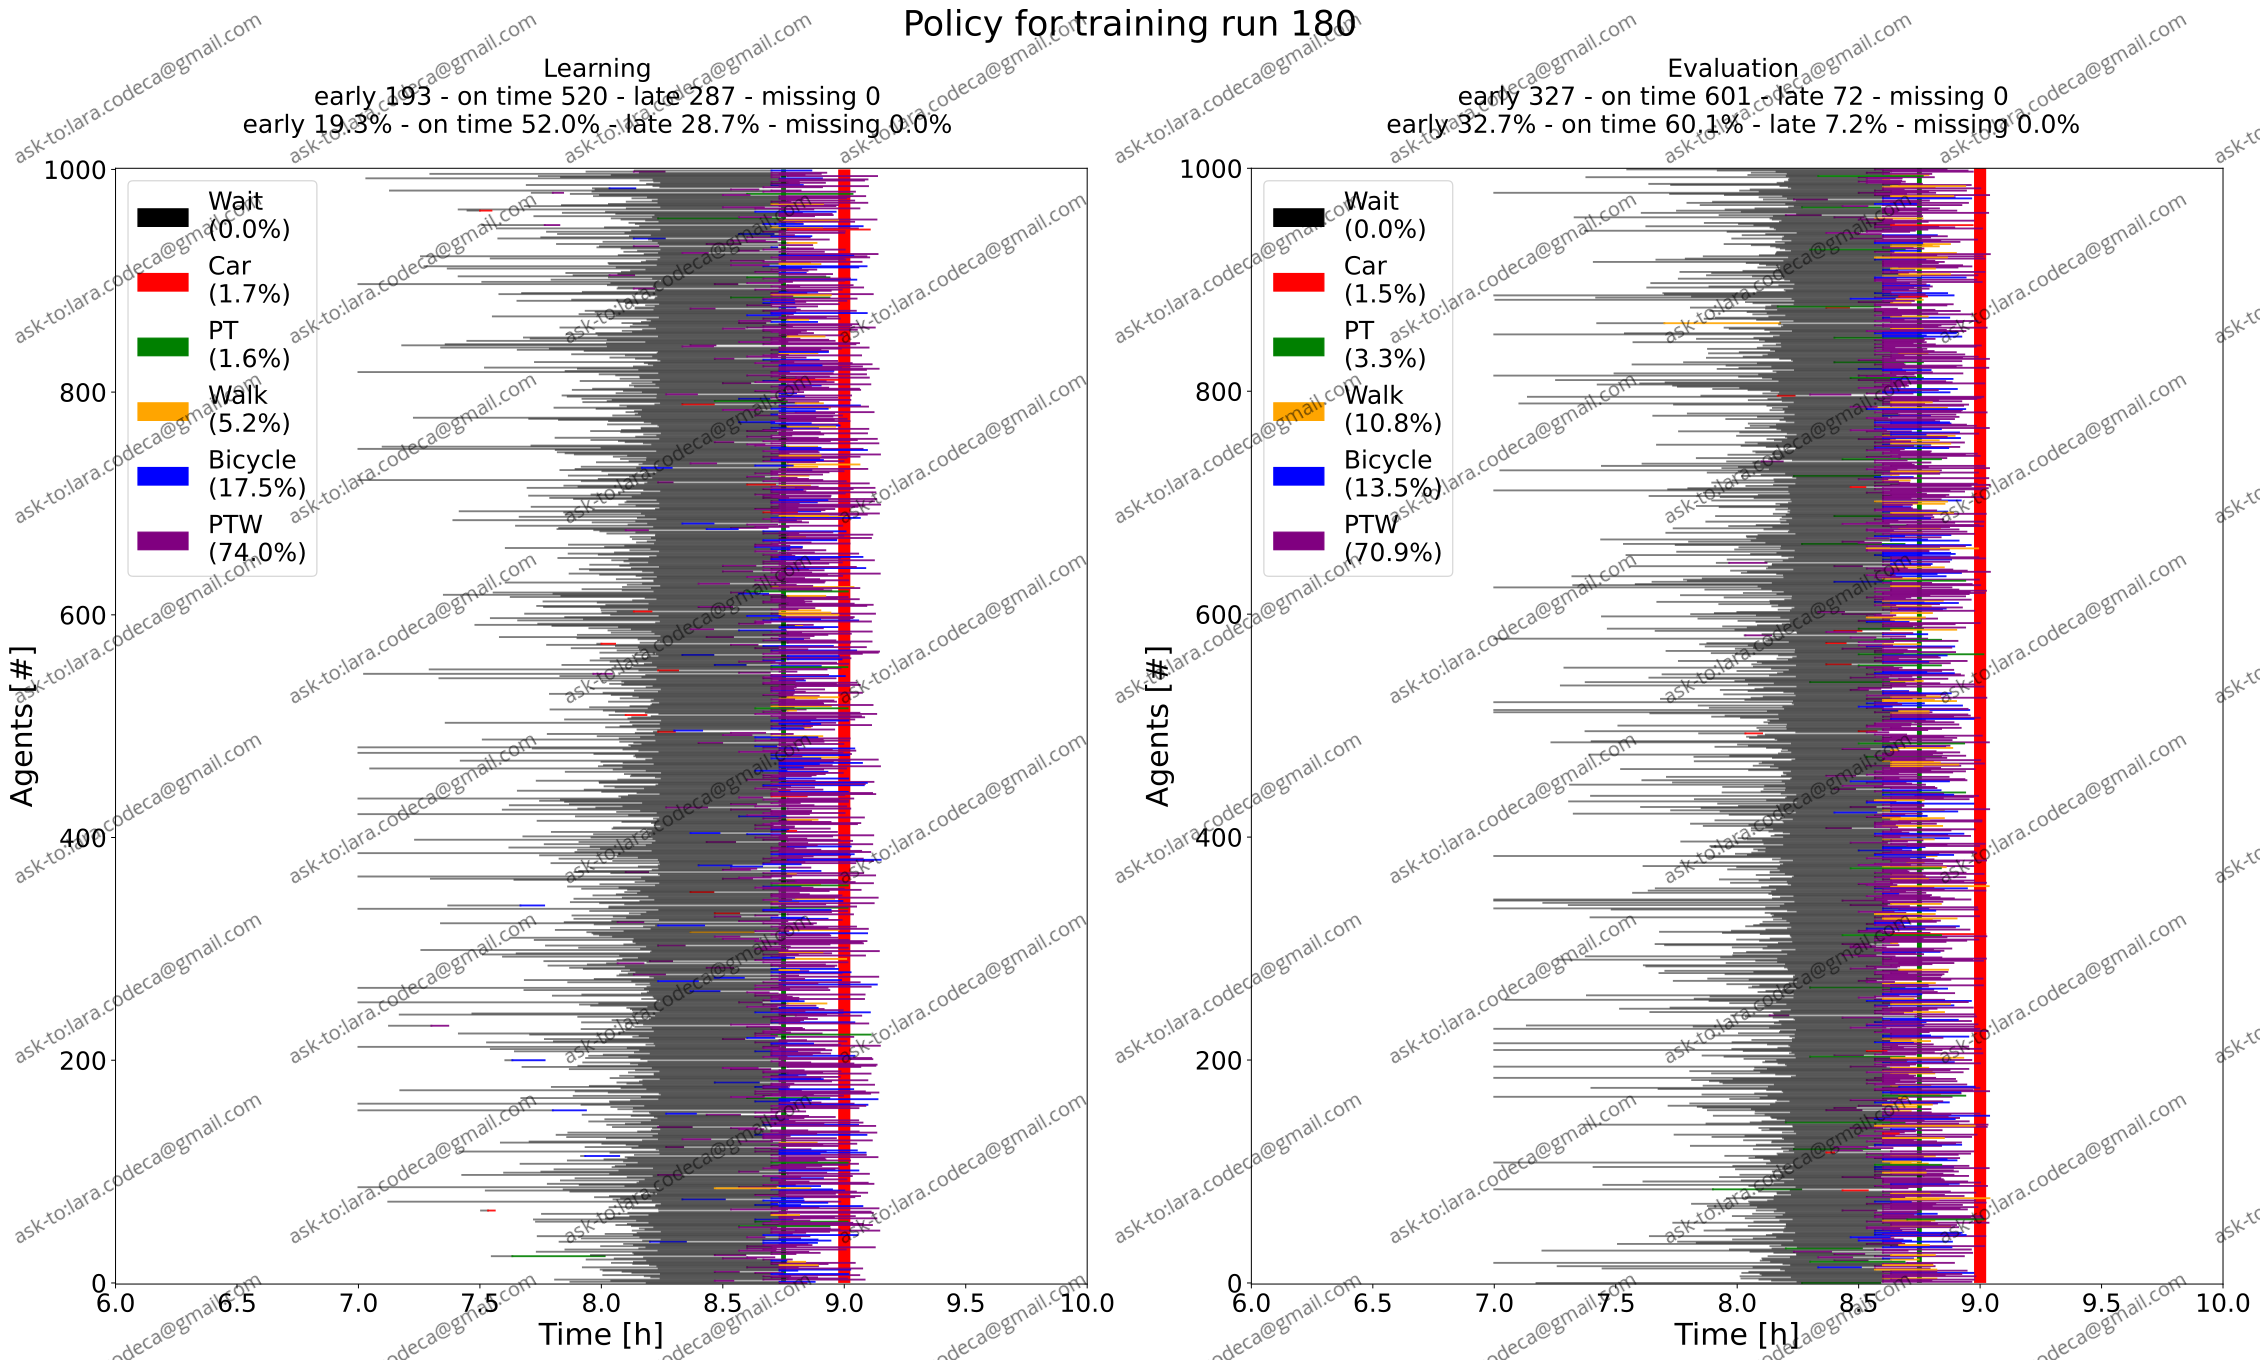 Policy for training run 180
Learning
early 193 - on time 520 - late 287 - missing 0
early 19.3% - on time 52.0% - late 28.7% - missing 0.0%
1000
800
600
400
200
0
Agents [#]
Wait
(0.0%)
Car
(1.7%)
PT
(1.6%)
Walk
(5.2%)
Bicycle
(17.5%)
PTW
(74.0%)
6.0 6.5 7.0 7.5 8.0 8.5 9.0 9.5 10.0
Time [h]
Evaluation
early 327 - on time 601 - late 72 - missing 0
early 32.7% - on time 60.1% - late 7.2% - missing 0.0%
1000
800
600
400
200
0
Agents [#]
Wait
(0.0%)
Car
(1.5%)
PT
(3.3%)
Walk
(10.8%)
Bicycle
(13.5%)
PTW
(70.9%)
6.0 6.5 7.0 7.5 8.0 8.5 9.0 9.5 10.0
Time [h]
ask-to:lara.codeca@gmail.com